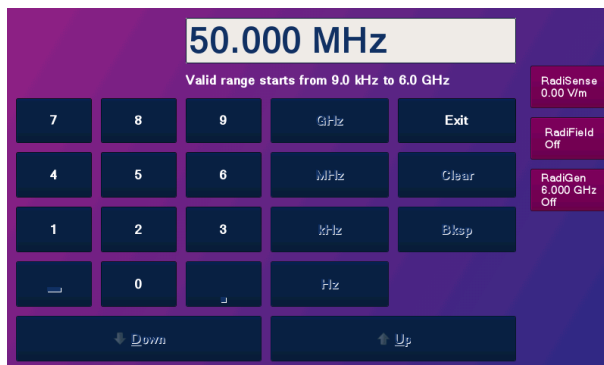 50.000 MHz
Valid range starts from 9.0 kHz to 6.0 GHz
RadiSense
0.00 V/m
RadiField
Off
RadiGen
6.000 GHz
Off
7 8 9 GHz Exit
4 5 6 MHz Clear
1 2 3 kHz Bksp
_ 0 . Hz
Down Up